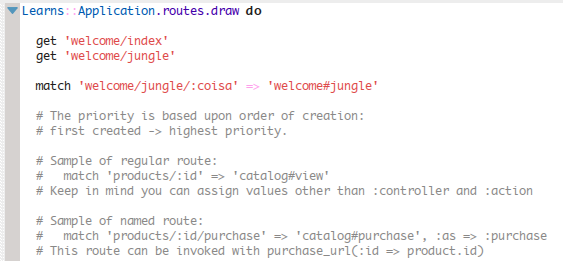 Learns::Application.routes.draw do
get 'welcome/index'
get 'welcome/jungle'
match 'welcome/jungle/:coisa' => 'welcome#jungle'
# The priority is based upon order of creation:
# first created -> highest priority.
# Sample of regular route:
#   match 'products/:id' => 'catalog#view'
# Keep in mind you can assign values other than :controller and :action
# Sample of named route:
#   match 'products/:id/purchase' => 'catalog#purchase', :as => :purchase
# This route can be invoked with purchase_url(:id => product.id)